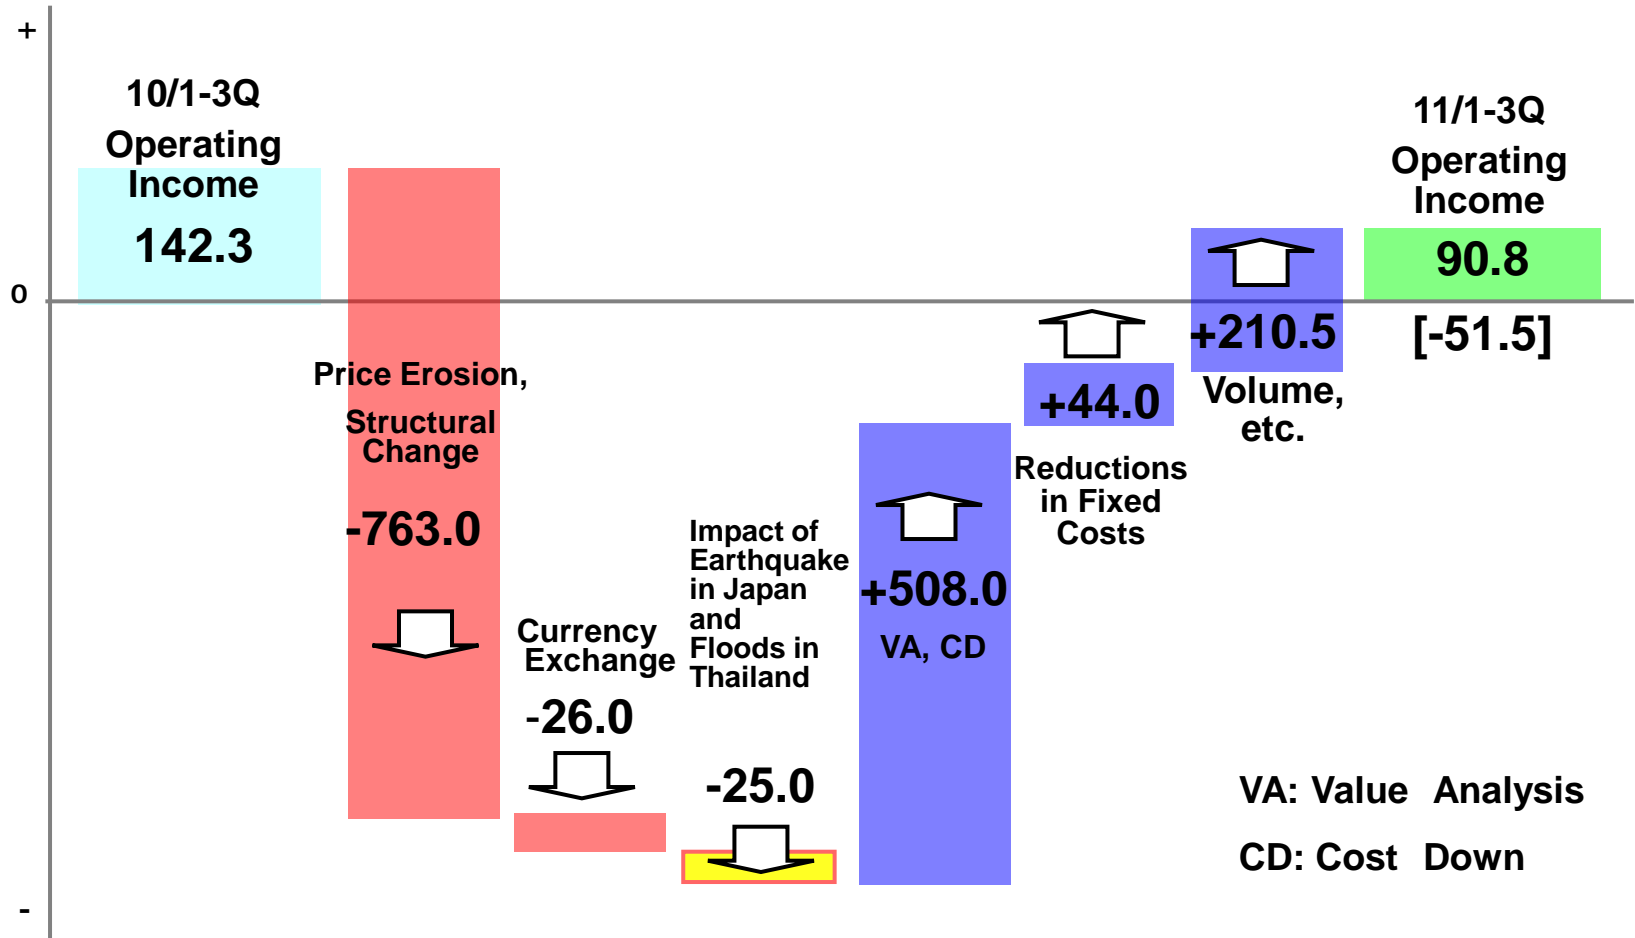 +
10/1-3Q
Operating
Income
142.3
0
Price Erosion,
Structural
Change
-763.0
Currency
Exchange
-26.0
Impact of
Earthquake
in Japan
and
Floods in
Thailand
-25.0
+508.0
VA, CD
+44.0
Reductions
in Fixed
Costs
+210.5
Volume,
etc.
11/1-3Q
Operating
Income
90.8
[-51.5]
VA: Value Analysis
CD: Cost Down
-